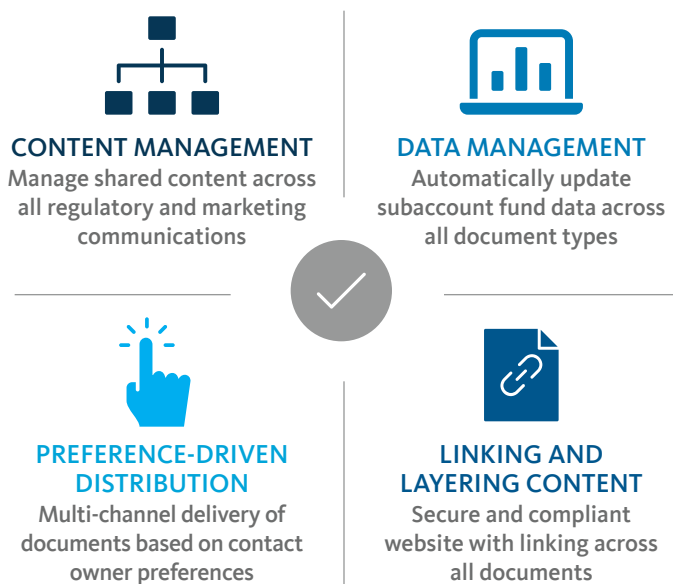 CONTENT MANAGEMENT
Manage shared content across
all regulatory and marketing
communications
DATA MANAGEMENT
Automatically update
subaccount fund data across
all document types
PREFERENCE-DRIVEN
DISTRIBUTION
Multi-channel delivery of
documents based on contact
owner preferences
LINKING AND
LAYERING CONTENT
Secure and compliant
website with linking across
all documents